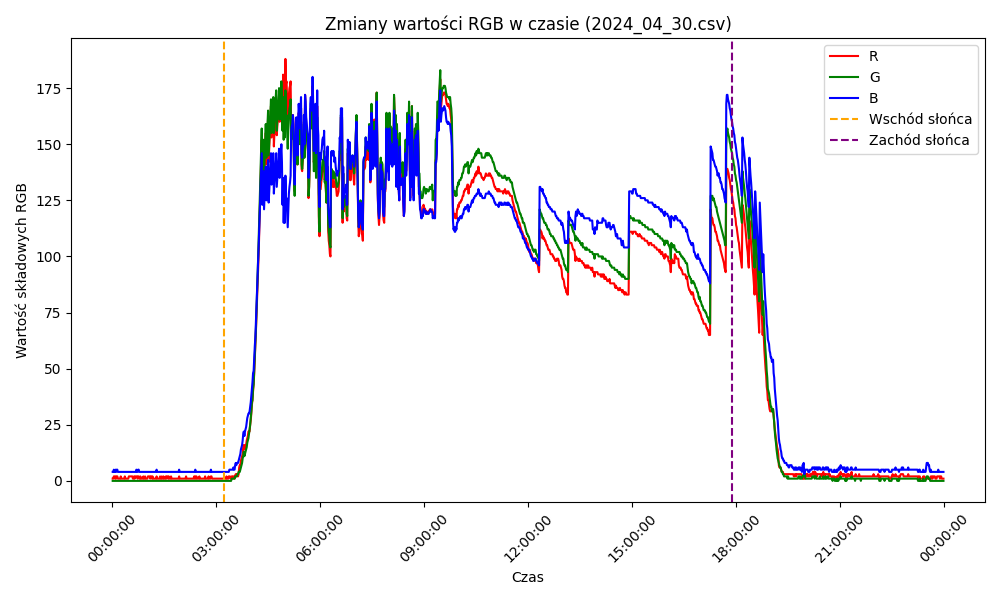 Zmiany wartości RGB w czasie (2024_04_30.csv)
R
G
B
Wschód słońca
Zachód słońca
Wartość składowych RGB
175
150
125
100
75
50
25
0
00:00:00
03:00:00
06:00:00
09:00:00
12:00:00
15:00:00
18:00:00
21:00:00
00:00:00
Czas